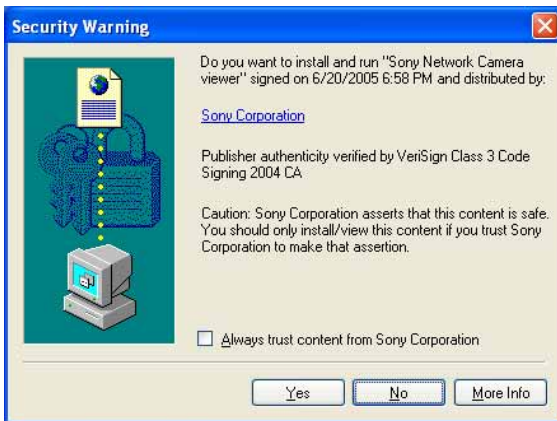 Security Warning
Do you want to install and run "Sony Network Camera
viewer" signed on 6/20/2005 6:58 PM and distributed by:
Sony Corporation
Publisher authenticity verified by VeriSign Class 3 Code
Signing 2004 CA
Caution: Sony Corporation asserts that this content is safe.
You should only install/view this content if you trust Sony
Corporation to make that assertion.
Always trust content from Sony Corporation
Yes No More Info